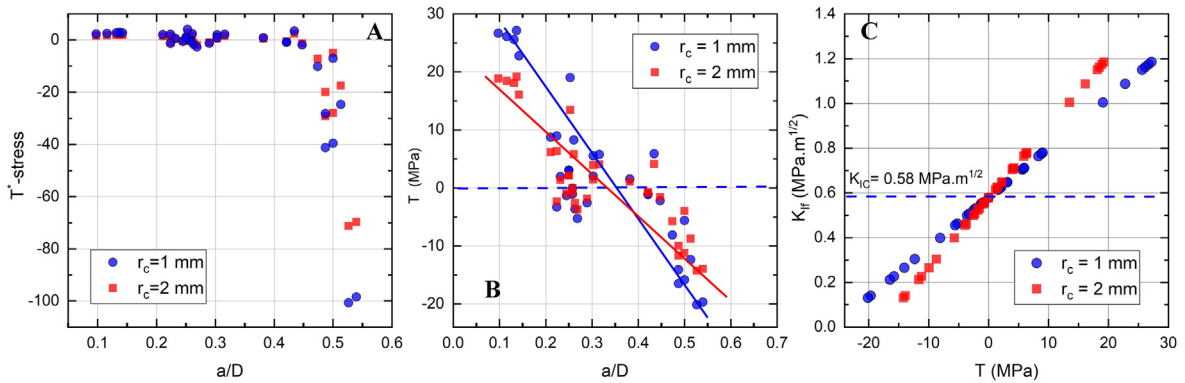 A
T*-stress
0
-20
-40
-60
-80
-100
r_c=1 mm
r_c=2 mm
0.1 0.2 0.3 0.4 0.5 0.6
a/D
B
T (MPa)
30
20
10
0
-10
-20
r_c = 1 mm
r_c = 2 mm
0.0 0.1 0.2 0.3 0.4 0.5 0.6
a/D
C
K_If (MPa.m^1/2)
1.4
1.2
1.0
0.8
0.6
0.4
0.2
0.0
K_IC= 0.58 MPa.m^1/2
r_c = 1 mm
r_c = 2 mm
-20 -10 0 10 20 30
T (MPa)